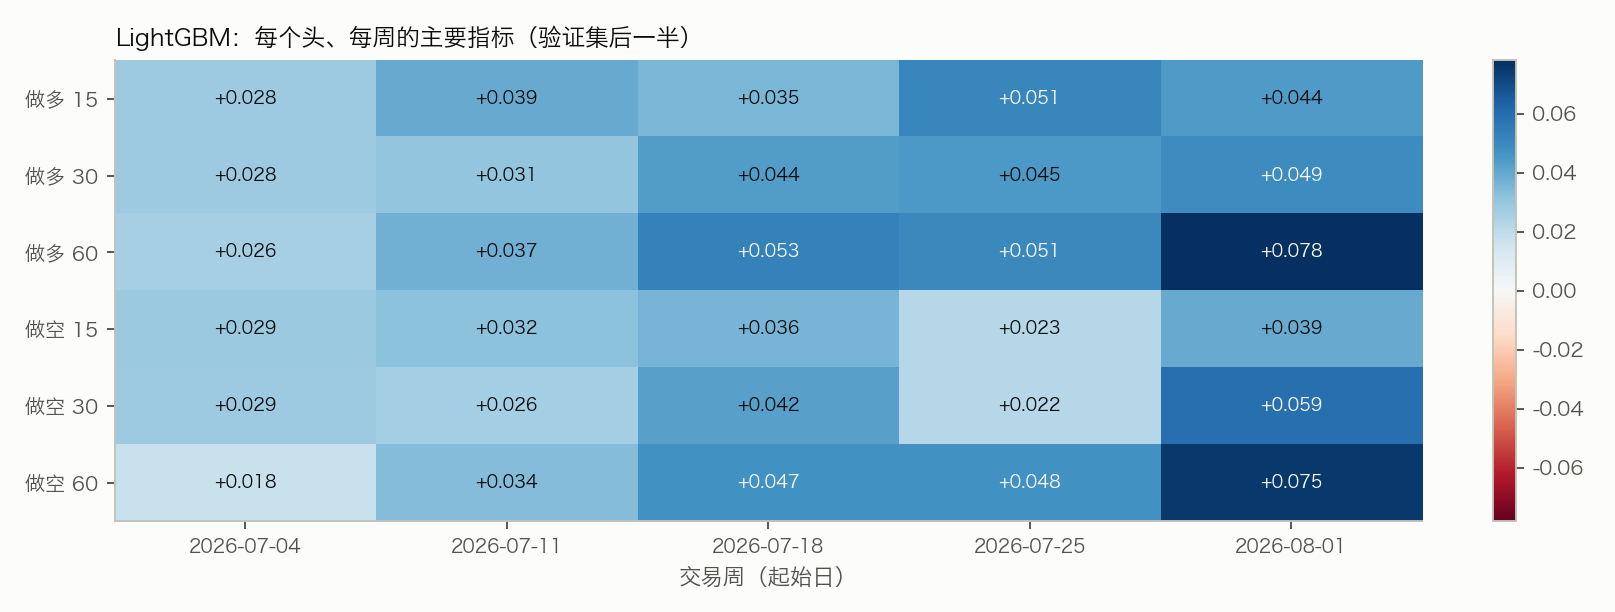 LightGBM：每个头、每周的主要指标（验证集后一半）
做多 15 +0.028 +0.039 +0.035 +0.051 +0.044
做多 30 +0.028 +0.031 +0.044 +0.045 +0.049
做多 60 +0.026 +0.037 +0.053 +0.051 +0.078
做空 15 +0.029 +0.032 +0.036 +0.023 +0.039
做空 30 +0.029 +0.026 +0.042 +0.022 +0.059
做空 60 +0.018 +0.034 +0.047 +0.048 +0.075
2026-07-04 2026-07-11 2026-07-18 2026-07-25 2026-08-01
交易周（起始日）
0.06
0.04
0.02
0.00
-0.02
-0.04
-0.06